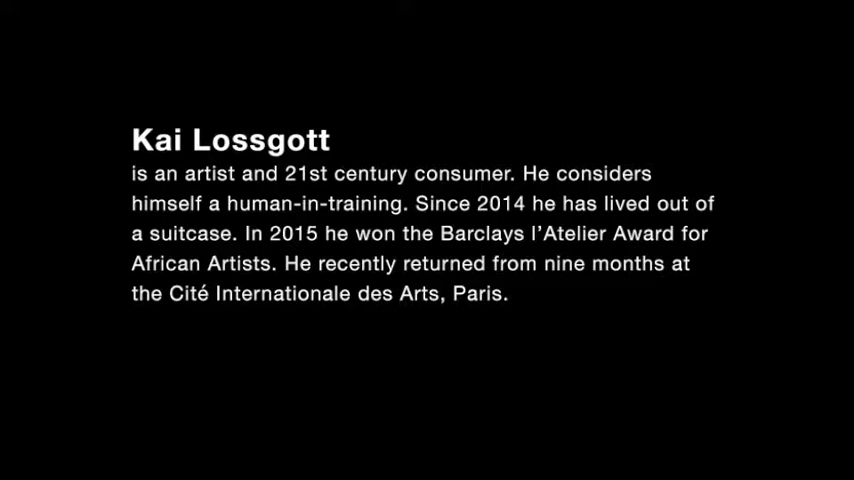 Kai Lossgott
is an artist and 21st century consumer. He considers
himself a human-in-training. Since 2014 he has lived out of
a suitcase. In 2015 he won the Barclays l’Atelier Award for
African Artists. He recently returned from nine months at
the Cité Internationale des Arts, Paris.